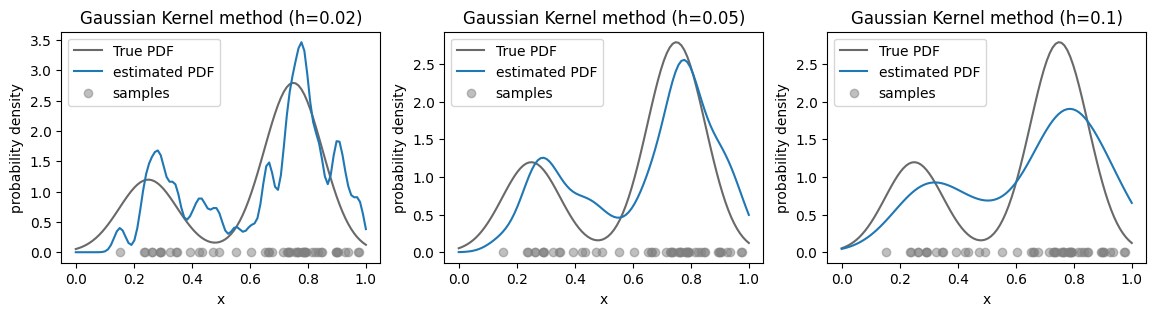 Gaussian Kernel method (h=0.02)
3.5
3.0
2.5
2.0
1.5
1.0
0.5
0.0
probability density
True PDF
estimated PDF
samples
0.0 0.2 0.4 0.6 0.8 1.0
x
Gaussian Kernel method (h=0.05)
2.5
2.0
1.5
1.0
0.5
0.0
probability density
True PDF
estimated PDF
samples
0.0 0.2 0.4 0.6 0.8 1.0
x
Gaussian Kernel method (h=0.1)
2.5
2.0
1.5
1.0
0.5
0.0
probability density
True PDF
estimated PDF
samples
0.0 0.2 0.4 0.6 0.8 1.0
x